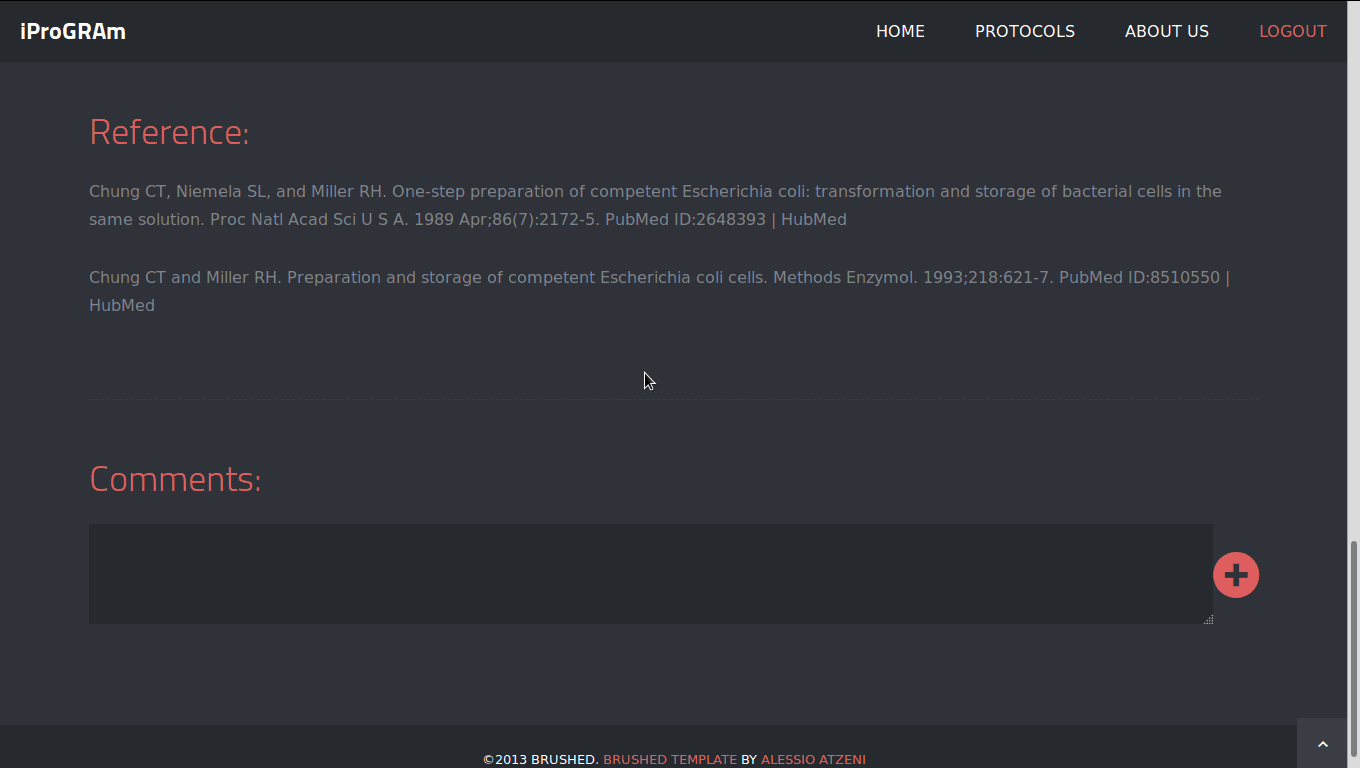 iProGRAm
HOME PROTOCOLS ABOUT US LOGOUT
Reference:
Chung CT, Niemela SL, and Miller RH. One-step preparation of competent Escherichia coli: transformation and storage of bacterial cells in the
same solution. Proc Natl Acad Sci U S A. 1989 Apr;86(7):2172-5. PubMed ID:2648393 | HubMed
Chung CT and Miller RH. Preparation and storage of competent Escherichia coli cells. Methods Enzymol. 1993;218:621-7. PubMed ID:8510550 |
HubMed
Comments:
©2013 BRUSHED. BRUSHED TEMPLATE BY ALESSIO ATZENI